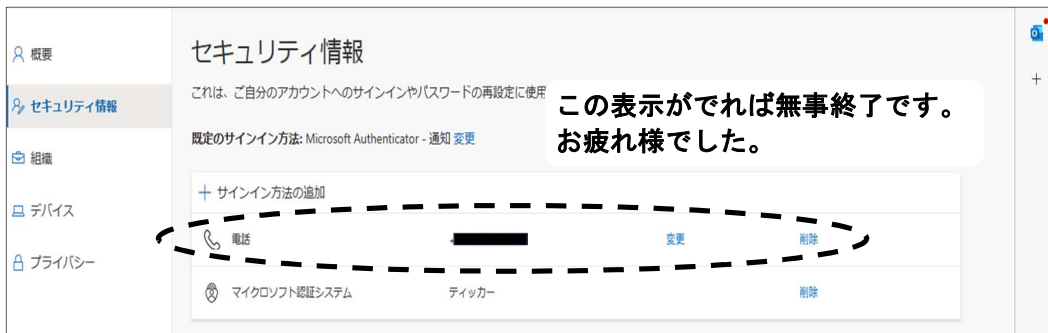 概要
セキュリティ情報
組織
デバイス
プライバシー
セキュリティ情報
これは、ご自分のアカウントへのサインインやパスワードの再設定に使用
この表示がでれば無事終了です。
お疲れ様でした。
既定のサインイン方法: Microsoft Authenticator - 通知 変更
+ サインイン方法の追加
電話 + 変更 削除
マイクロソフト認証システム ティッカー 削除